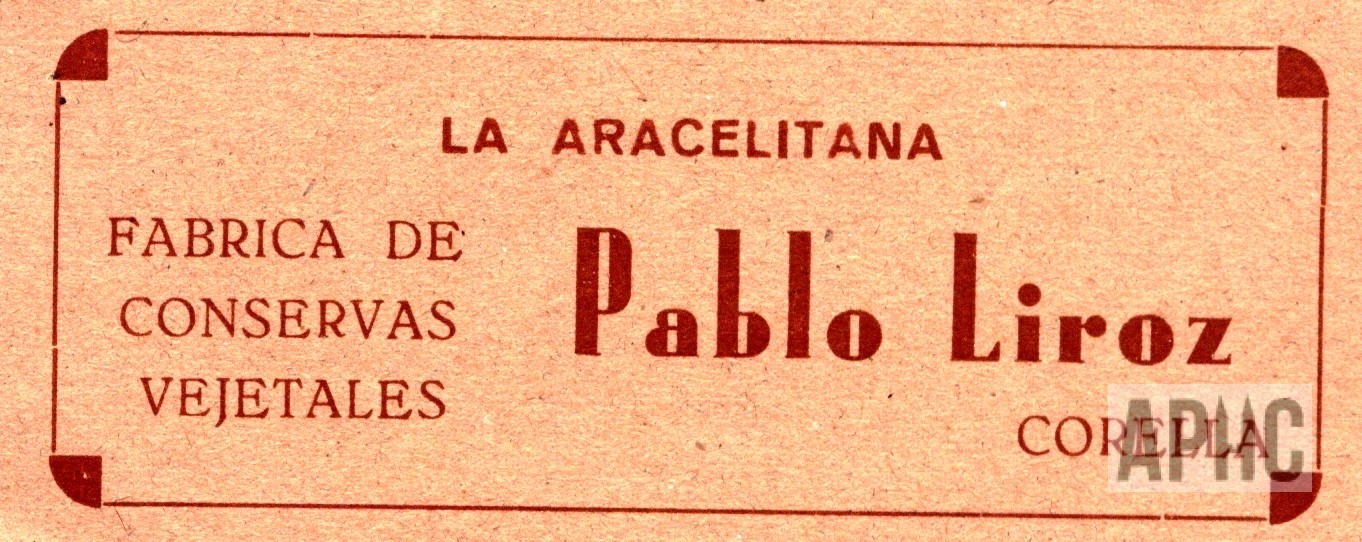 LA ARACELITANA
FABRICA DE
CONSERVAS
VEJETALES
Pablo Liroz
CORELLA
APHC